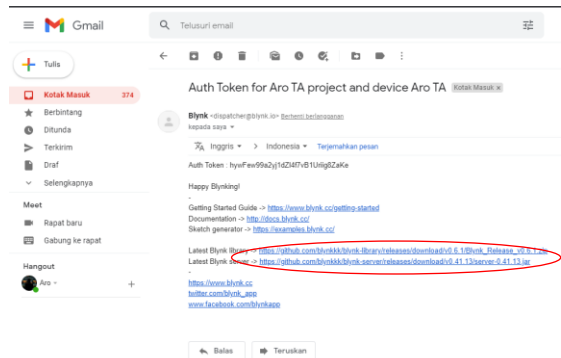 Gmail
Telusuri email
Tulis
Kotak Masuk 374
Berbintang
Ditunda
Terkirim
Draf
Selengkapnya
Meet
Rapat baru
Gabung ke rapat
Hangout
Aro
Auth Token for Aro TA project and device Aro TA Kotak Masuk x
Blynk <dispatcher@blynk.io> Berhenti berlangganan
kepada saya
Inggris > Indonesia Terjemahkan pesan
Auth Token : hywFew99a2yj1dZl4f7vB1Uriig8ZaKe
Happy Blynking!
-
Getting Started Guide -> https://www.blynk.cc/getting-started
Documentation -> http://docs.blynk.cc/
Sketch generator -> https://examples.blynk.cc/
Latest Blynk library -> https://github.com/blynkkk/blynk-library/releases/download/v0.6.1/Blynk_Release_v0.6.1.zip
Latest Blynk server -> https://github.com/blynkkk/blynk-server/releases/download/v0.41.13/server-0.41.13.jar
-
https://www.blynk.cc
twitter.com/blynk_app
www.facebook.com/blynkapp
Balas Teruskan